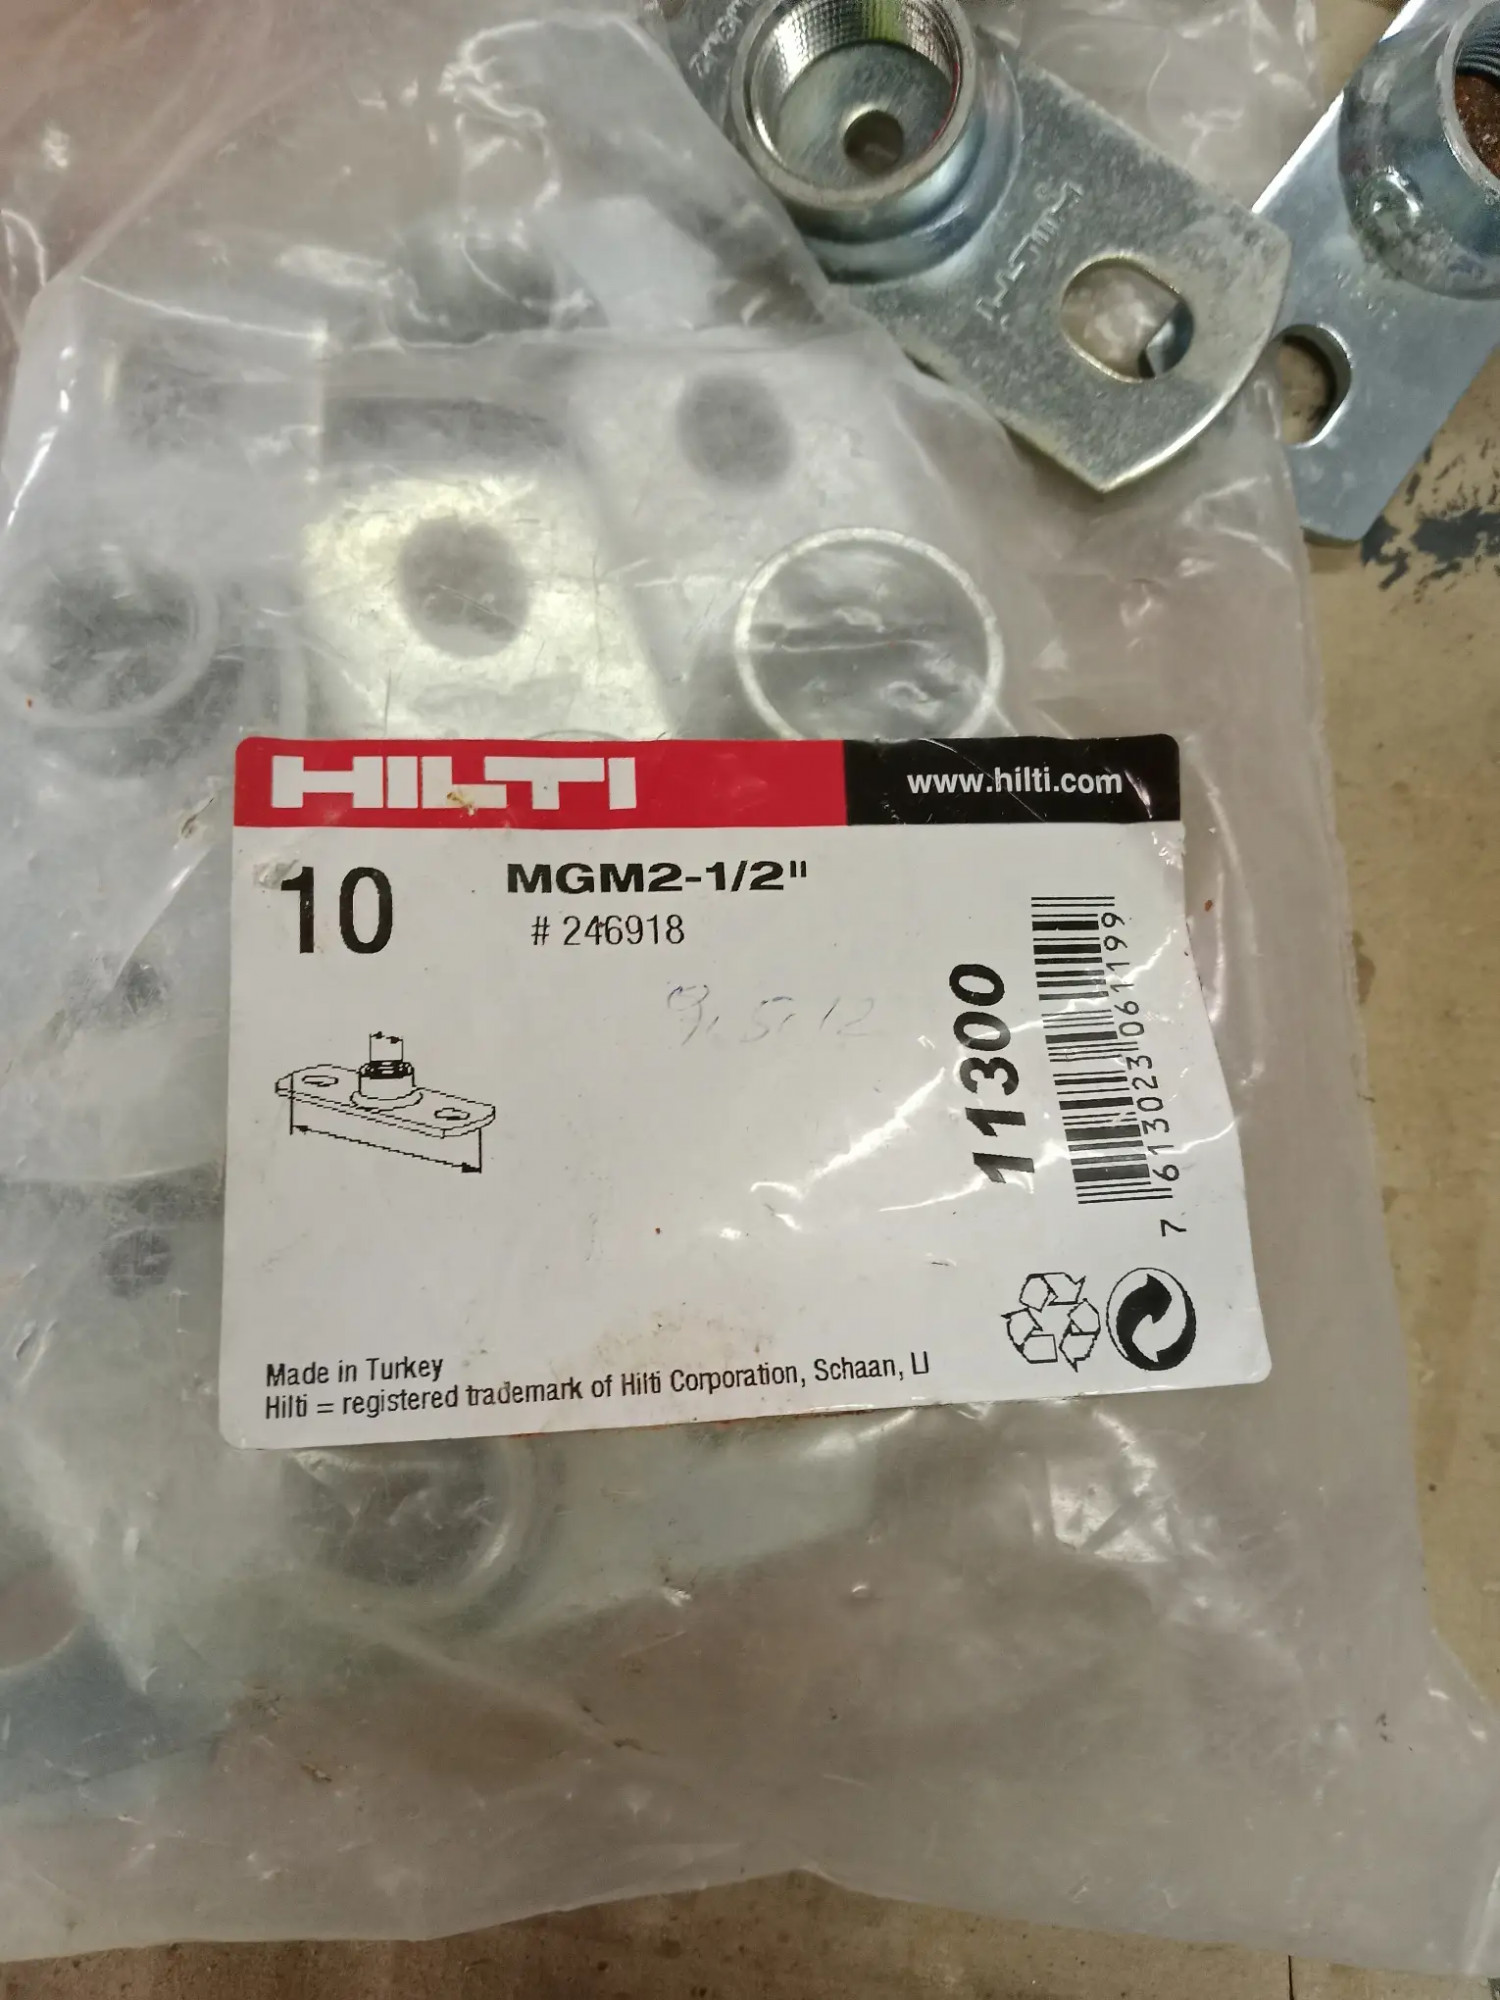 HILTI
HILTI
www.hilti.com
10
MGM2-1/2"
# 246918
11300
7 613023 061199
Made in Turkey
Hilti = registered trademark of Hilti Corporation, Schaan, LI